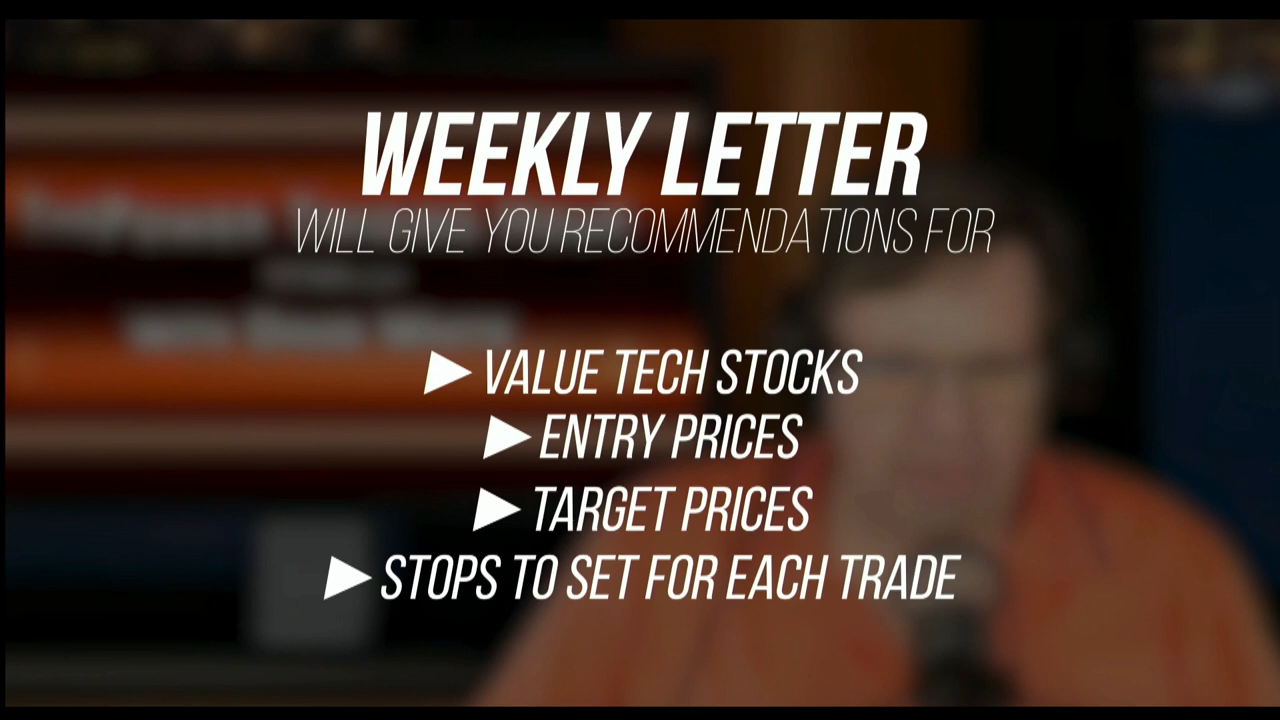 WEEKLY LETTER
WILL GIVE YOU RECOMMENDATIONS FOR
▶ VALUE TECH STOCKS
▶ ENTRY PRICES
▶ TARGET PRICES
▶ STOPS TO SET FOR EACH TRADE